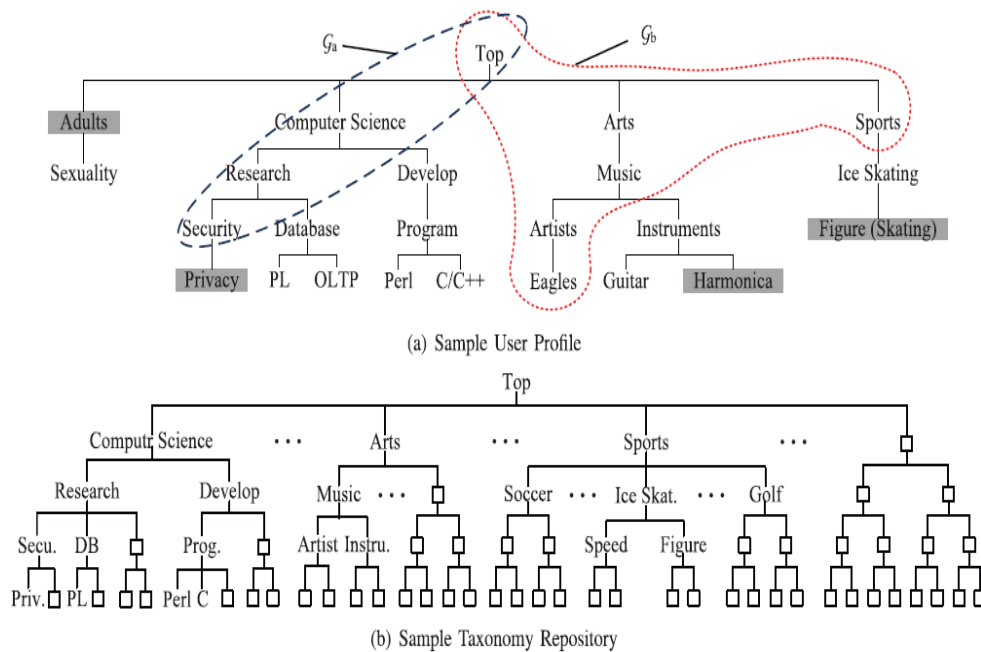 𝒢a
𝒢b
Top
Adults Computer Science Arts Sports
Sexuality Research Develop Music Ice Skating
Security Database Program Artists Instruments Figure (Skating)
Privacy PL OLTP Perl C/C++ Eagles Guitar Harmonica
(a) Sample User Profile
Top
Computr Science ··· Arts ··· Sports ···
Research Develop Music ··· Soccer ··· Ice Skat. ··· Golf
Secu. DB Prog. Artist Instru. Speed Figure
Priv. PL Perl C
(b) Sample Taxonomy Repository